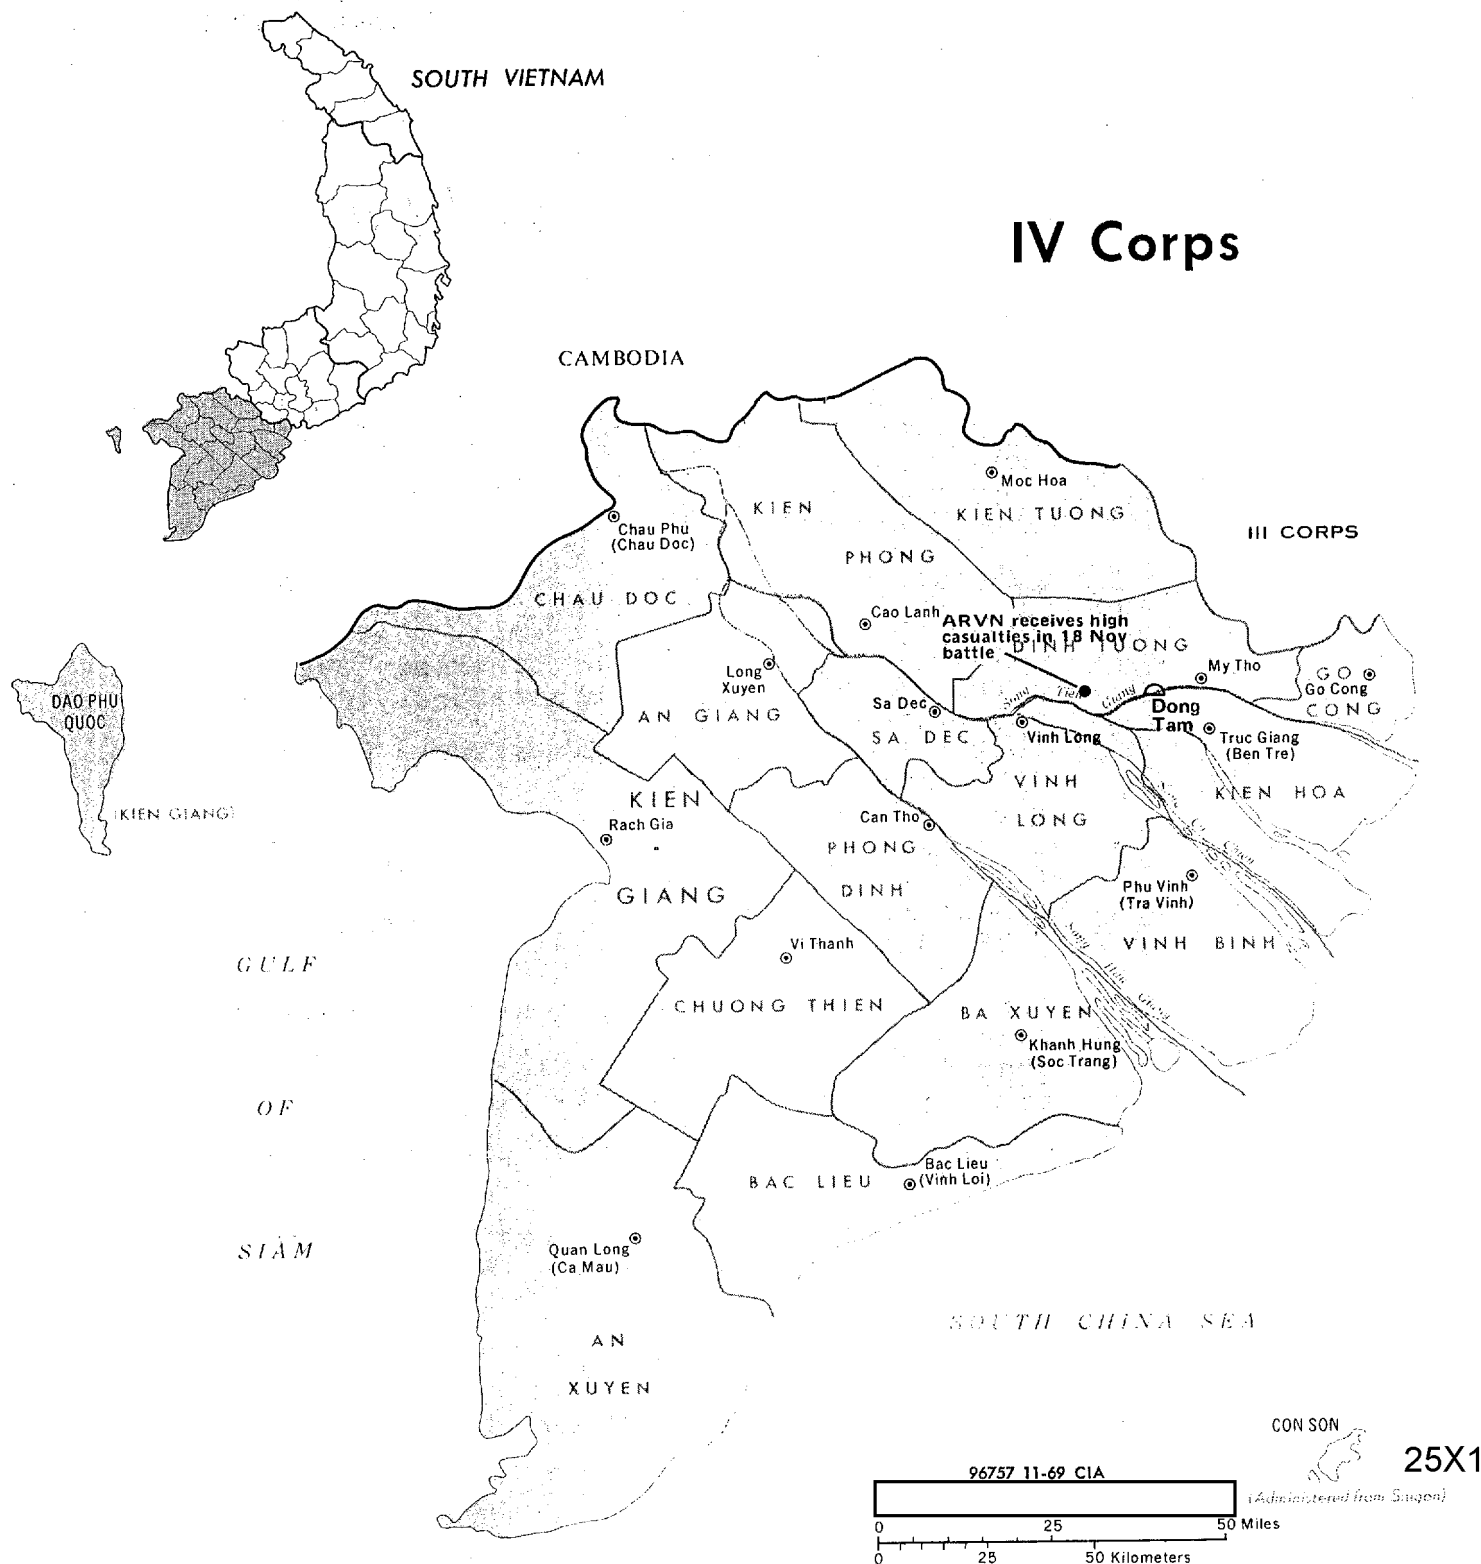 SOUTH VIETNAM
IV Corps
CAMBODIA
Moc Hoa
KIEN TUONG
KIEN
PHONG
III CORPS
Chau Phu
(Chau Doc)
CHAU DOC
Cao Lanh
ARVN receives high
casualties in 18 Nov
battle
DINH TUONG
My Tho
GO
CONG
Go Cong
Long
Xuyen
AN GIANG
Sa Dec
SA DEC
Song Tien Giang
Dong
Tam
Vinh Long
VINH
LONG
Truc Giang
(Ben Tre)
KIEN HOA
DAO PHU
QUOC
(KIEN GIANG)
KIEN
GIANG
Rach Gia
Can Tho
PHONG
DINH
Phu Vinh
(Tra Vinh)
VINH BINH
Vi Thanh
CHUONG THIEN
Song Hau Giang
BA XUYEN
Khanh Hung
(Soc Trang)
GULF
OF
SIAM
BAC LIEU
Bac Lieu
(Vinh Loi)
Quan Long
(Ca Mau)
AN
XUYEN
SOUTH CHINA SEA
CON SON
(Administered from Saigon)
25X1
96757 11-69 CIA
0 25 50 Miles
0 25 50 Kilometers